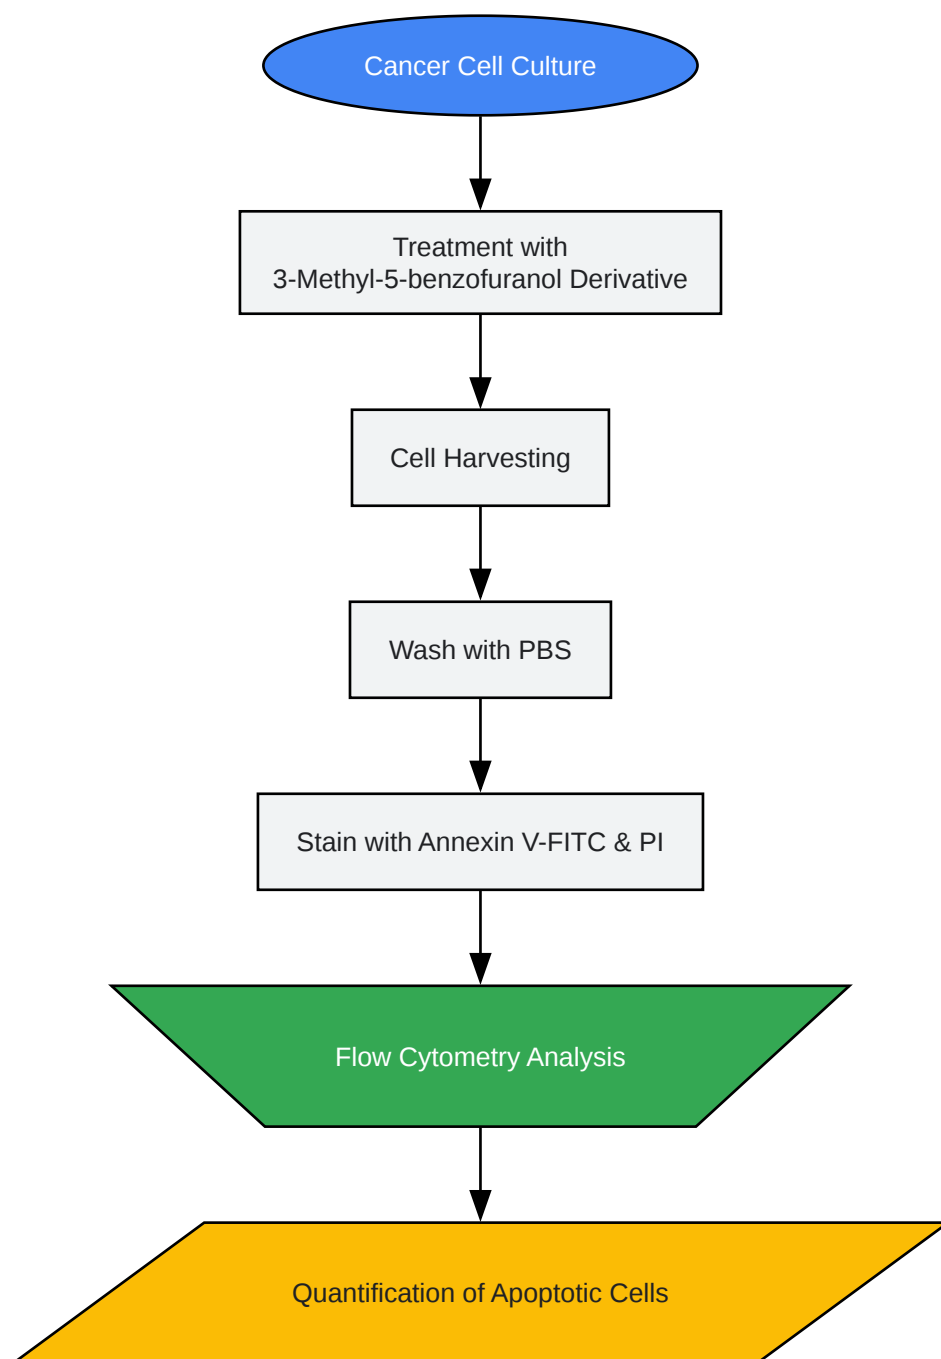 Cancer Cell Culture
Treatment with
3-Methyl-5-benzofuranol Derivative
Cell Harvesting
Wash with PBS
Stain with Annexin V-FITC & PI
Flow Cytometry Analysis
Quantification of Apoptotic Cells